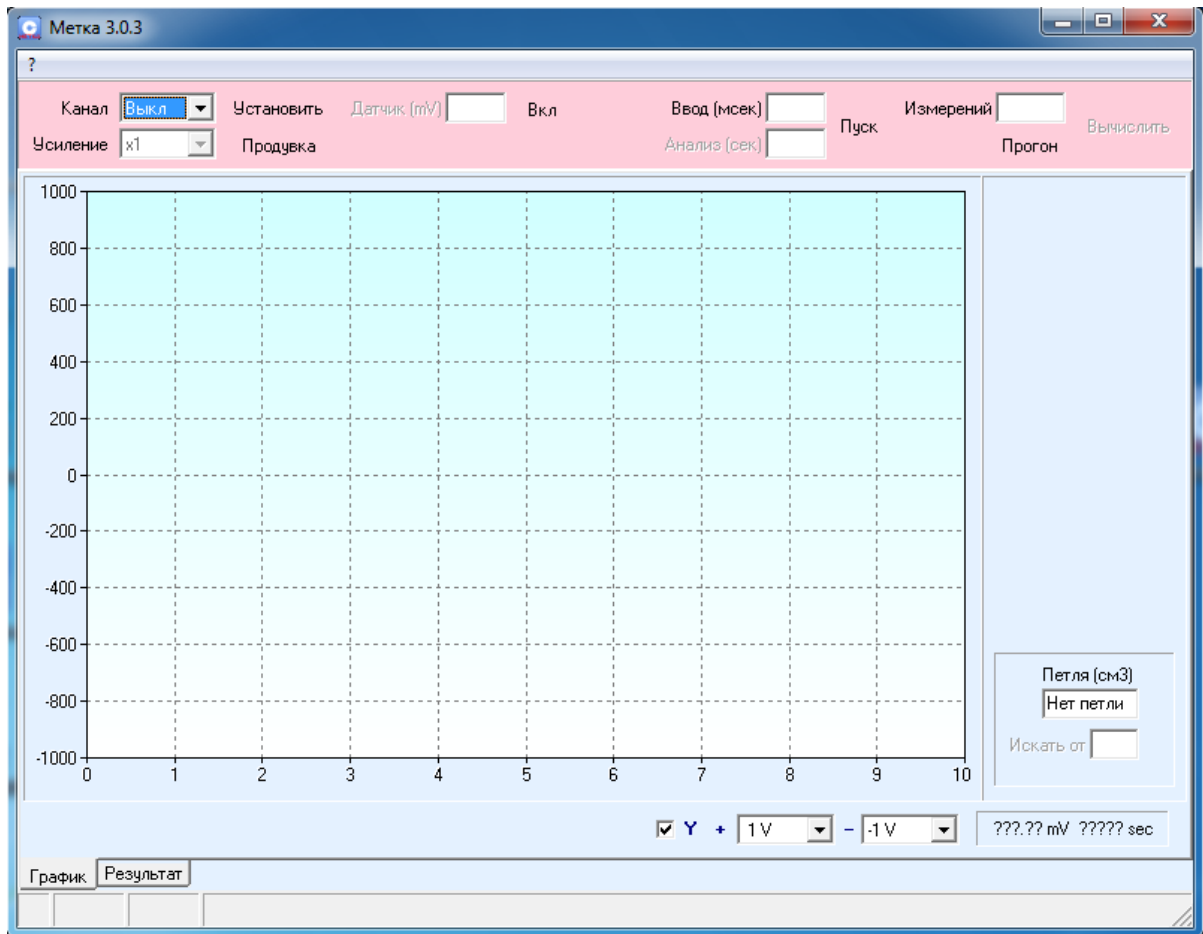 Метка 3.0.3
?
Канал Выкл Установить Датчик (mV) Вкл Ввод (мсек) Пуск Измерений Вычислить
Усиление x1 Продувка Анализ (сек) Прогон
1000
800
600
400
200
0
-200
-400
-600
-800
-1000
0 1 2 3 4 5 6 7 8 9 10
Петля (см3)
Нет петли
Искать от
Y + 1 V - -1 V ???.?? mV ????? sec
График Результат